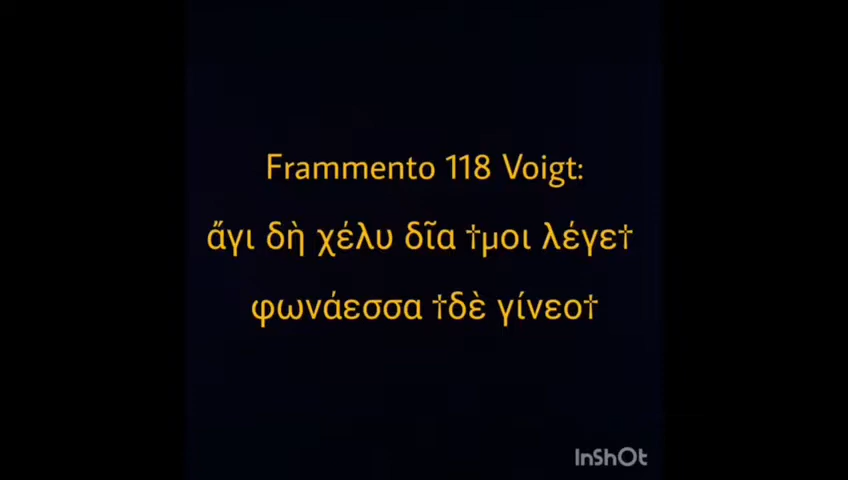 Frammento 118 Voigt:
ἄγι δὴ χέλυ δῖα †μοι λέγε†
φωνάεσσα †δὲ γίνεο†
InShOt